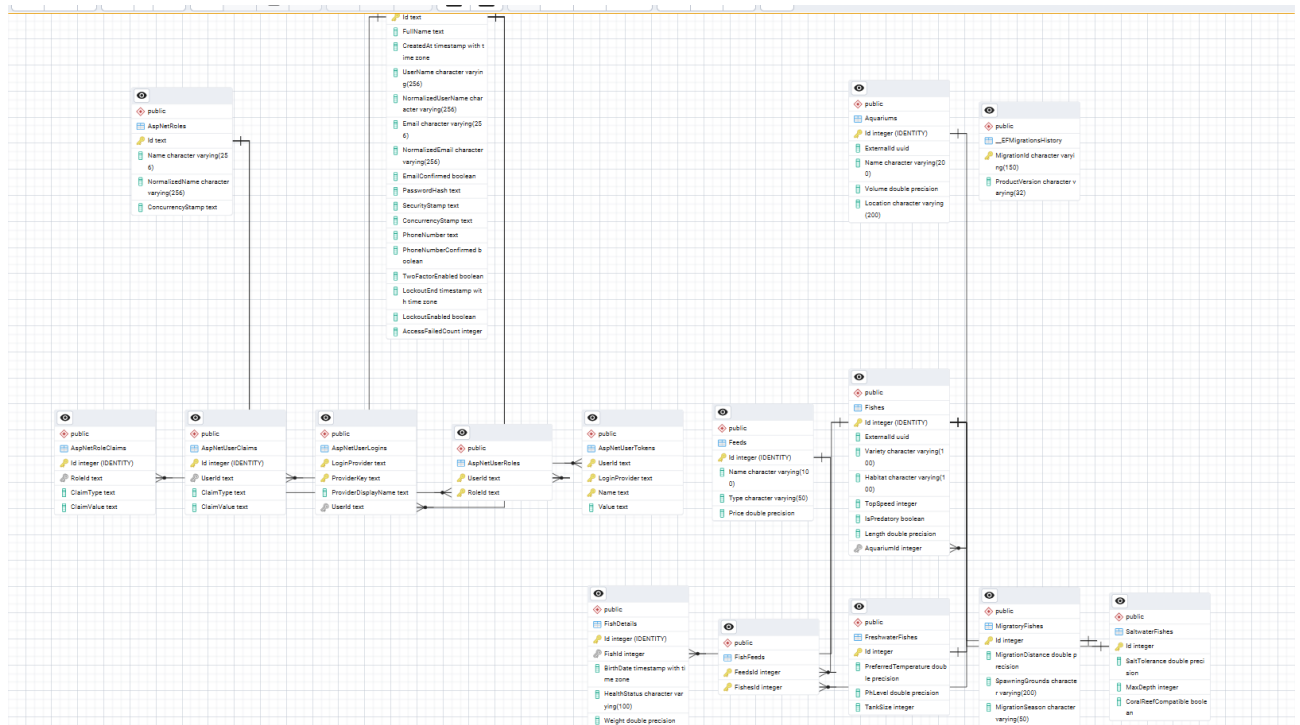 Id text
FullName text
CreatedAt timestamp with t
ime zone
UserName character varyin
g(256)
NormalizedUserName char
acter varying(256)
Email character varying(25
6)
NormalizedEmail character
varying(256)
EmailConfirmed boolean
PasswordHash text
SecurityStamp text
ConcurrencyStamp text
PhoneNumber text
PhoneNumberConfirmed b
oolean
TwoFactorEnabled boolean
LockoutEnd timestamp wit
h time zone
LockoutEnabled boolean
AccessFailedCount integer
public
AspNetRoles
Id text
Name character varying(25
6)
NormalizedName character
varying(256)
ConcurrencyStamp text
public
Aquariums
Id integer (IDENTITY)
ExternalId uuid
Name character varying(20
0)
Volume double precision
Location character varying
(200)
public
__EFMigrationsHistory
MigrationId character varyi
ng(150)
ProductVersion character v
arying(32)
public
AspNetRoleClaims
Id integer (IDENTITY)
RoleId text
ClaimType text
ClaimValue text
public
AspNetUserClaims
Id integer (IDENTITY)
UserId text
ClaimType text
ClaimValue text
public
AspNetUserLogins
LoginProvider text
ProviderKey text
ProviderDisplayName text
UserId text
public
AspNetUserRoles
UserId text
RoleId text
public
AspNetUserTokens
UserId text
LoginProvider text
Name text
Value text
public
Feeds
Id integer (IDENTITY)
Name character varying(10
0)
Type character varying(50)
Price double precision
public
Fishes
Id integer (IDENTITY)
ExternalId uuid
Variety character varying(1
00)
Habitat character varying(1
00)
TopSpeed integer
IsPredatory boolean
Length double precision
AquariumId integer
public
FishDetails
Id integer (IDENTITY)
FishId integer
BirthDate timestamp with ti
me zone
HealthStatus character var
ying(100)
Weight double precision
public
FishFeeds
FeedsId integer
FishesId integer
public
FreshwaterFishes
Id integer
PreferredTemperature doub
le precision
PhLevel double precision
TankSize integer
public
MigratoryFishes
Id integer
MigrationDistance double p
recision
SpawningGrounds characte
r varying(200)
MigrationSeason character
varying(50)
public
SaltwaterFishes
Id integer
SaltTolerance double preci
sion
MaxDepth integer
CoralReefCompatible boole
an